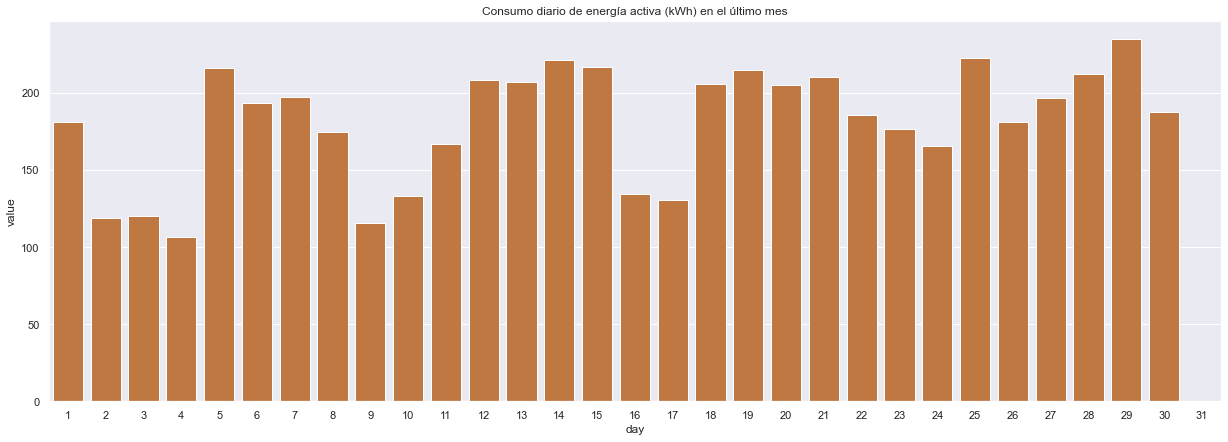 Consumo diario de energía activa (kWh) en el último mes
value
200
150
100
50
0
1 2 3 4 5 6 7 8 9 10 11 12 13 14 15 16 17 18 19 20 21 22 23 24 25 26 27 28 29 30 31
day